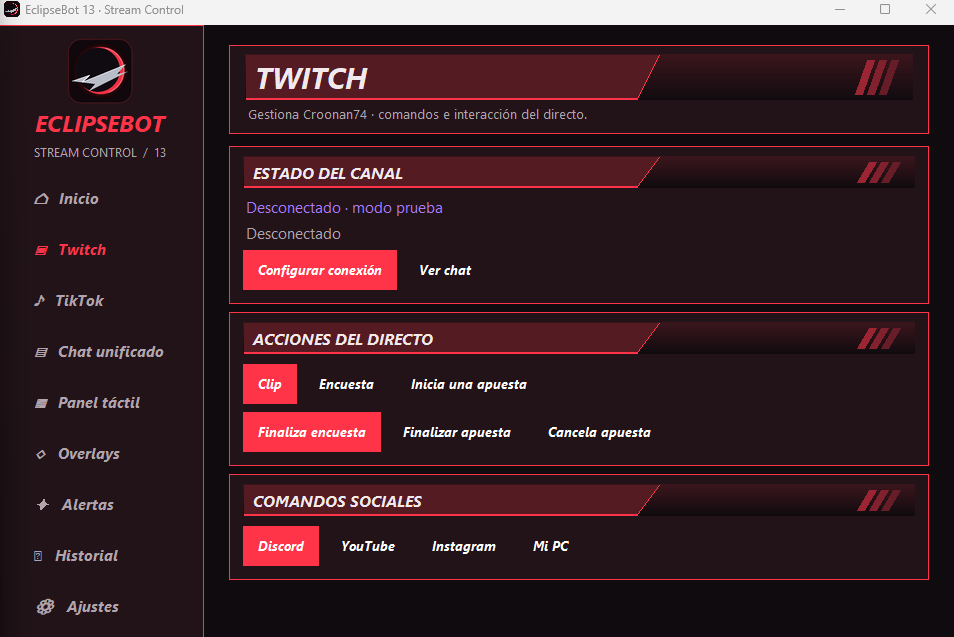 EclipseBot 13 · Stream Control
ECLIPSEBOT
STREAM CONTROL / 13
Inicio
Twitch
TikTok
Chat unificado
Panel táctil
Overlays
Alertas
Historial
Ajustes
TWITCH
Gestiona Croonan74 · comandos e interacción del directo.
ESTADO DEL CANAL
Desconectado · modo prueba
Desconectado
Configurar conexión Ver chat
ACCIONES DEL DIRECTO
Clip Encuesta Inicia una apuesta
Finaliza encuesta Finalizar apuesta Cancela apuesta
COMANDOS SOCIALES
Discord YouTube Instagram Mi PC